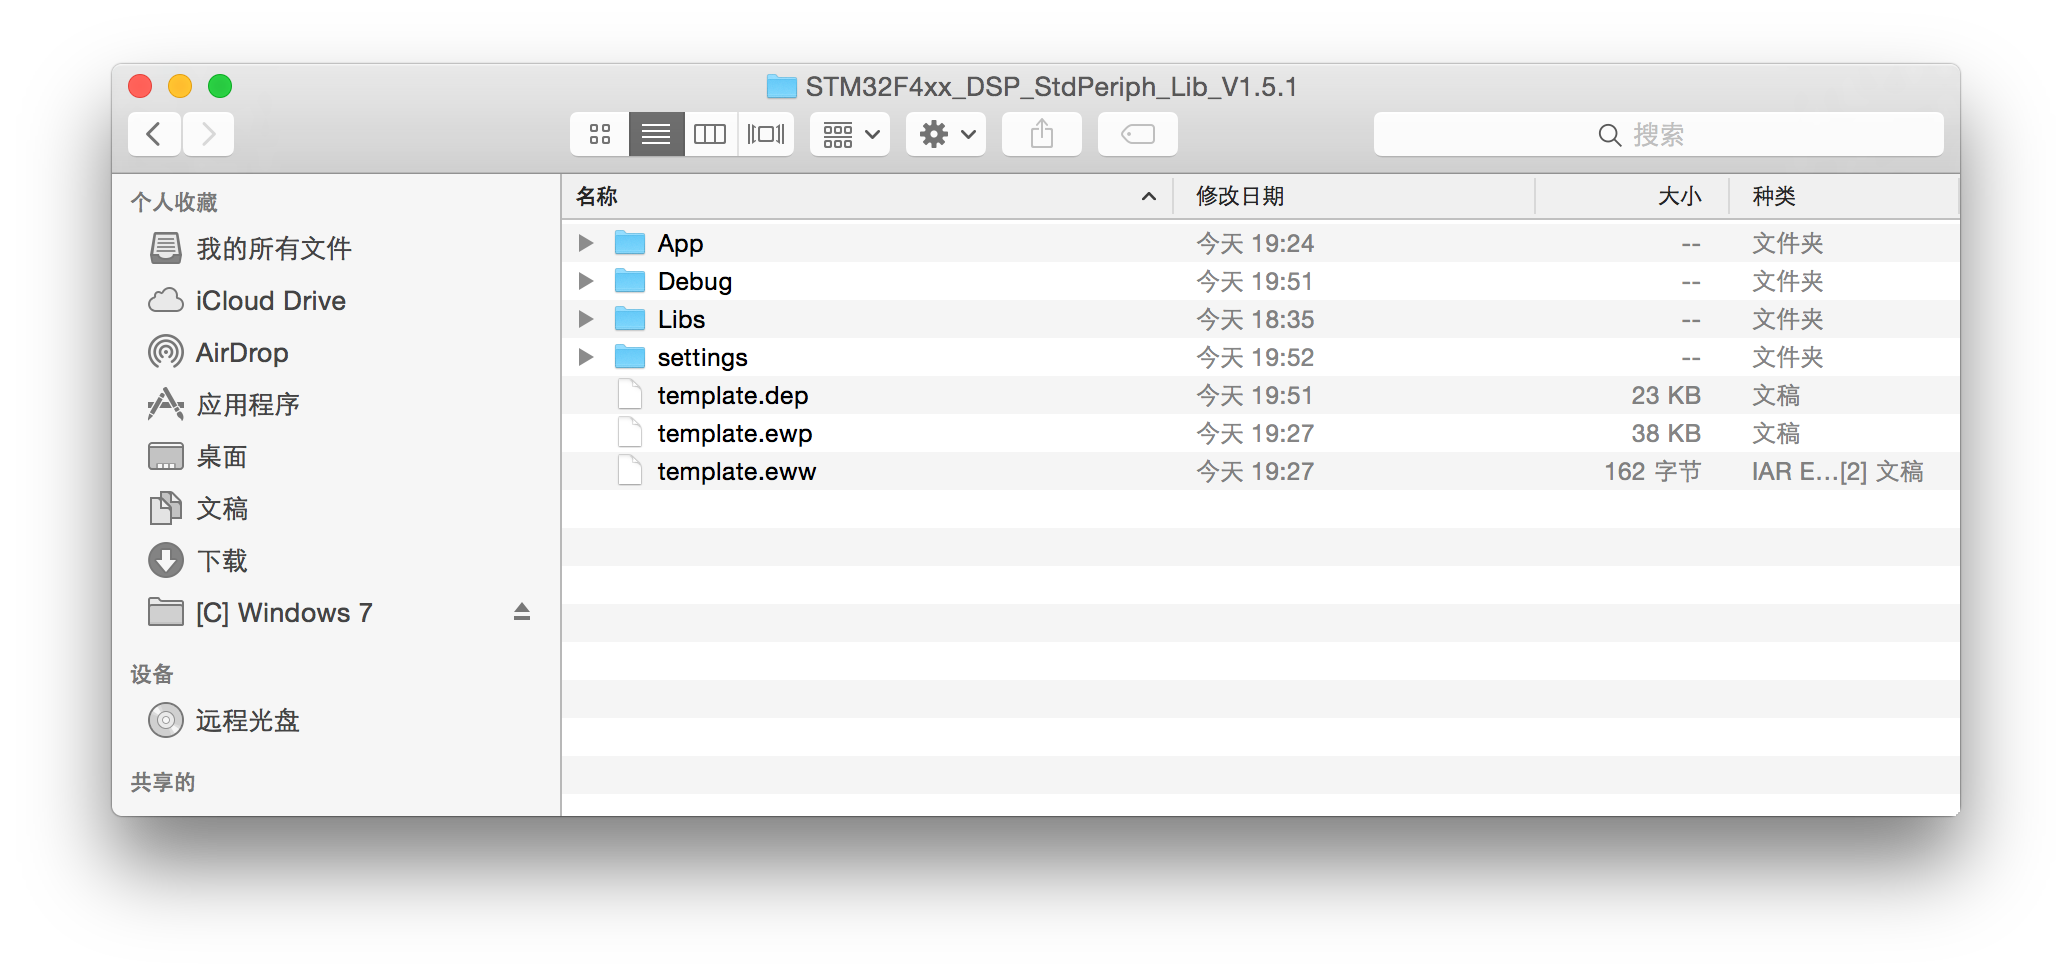 STM32F4xx_DSP_StdPeriph_Lib_V1.5.1
搜索
个人收藏
我的所有文件
iCloud Drive
AirDrop
应用程序
桌面
文稿
下载
[C] Windows 7
设备
远程光盘
共享的
名称 修改日期 大小 种类
App 今天 19:24 -- 文件夹
Debug 今天 19:51 -- 文件夹
Libs 今天 18:35 -- 文件夹
settings 今天 19:52 -- 文件夹
template.dep 今天 19:51 23 KB 文稿
template.ewp 今天 19:27 38 KB 文稿
template.eww 今天 19:27 162 字节 IAR E...[2] 文稿